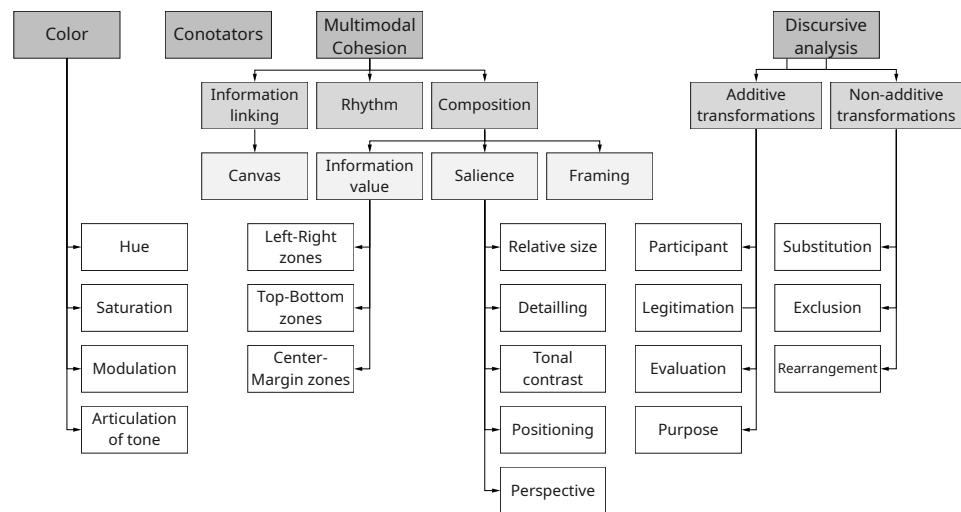 Color
Conotators
Multimodal
Cohesion
Discursive
analysis
Information
linking
Rhythm
Composition
Additive
transformations
Non-additive
transformations
Canvas
Information
value
Salience
Framing
Hue
Left-Right
zones
Relative size
Participant
Substitution
Saturation
Top-Bottom
zones
Detailling
Legitimation
Exclusion
Modulation
Center-
Margin zones
Tonal
contrast
Evaluation
Rearrangement
Articulation
of tone
Positioning
Purpose
Perspective